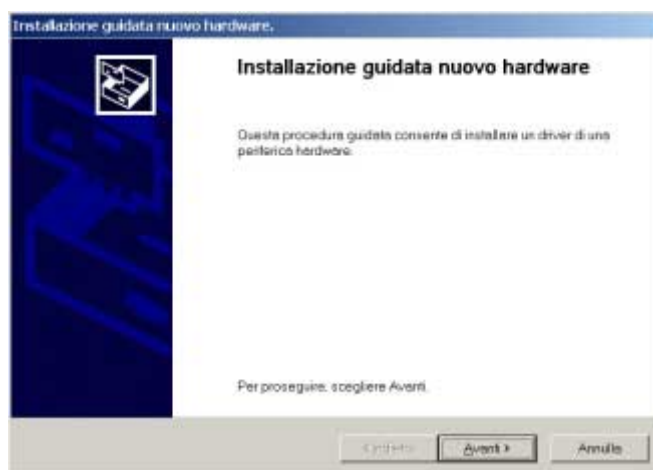 Installazione guidata nuovo hardware.
Installazione guidata nuovo hardware
Questa procedura guidata consente di installare un driver di una
periferica hardware.
Per proseguire, scegliere Avanti.
< Indietro
Avanti >
Annulla